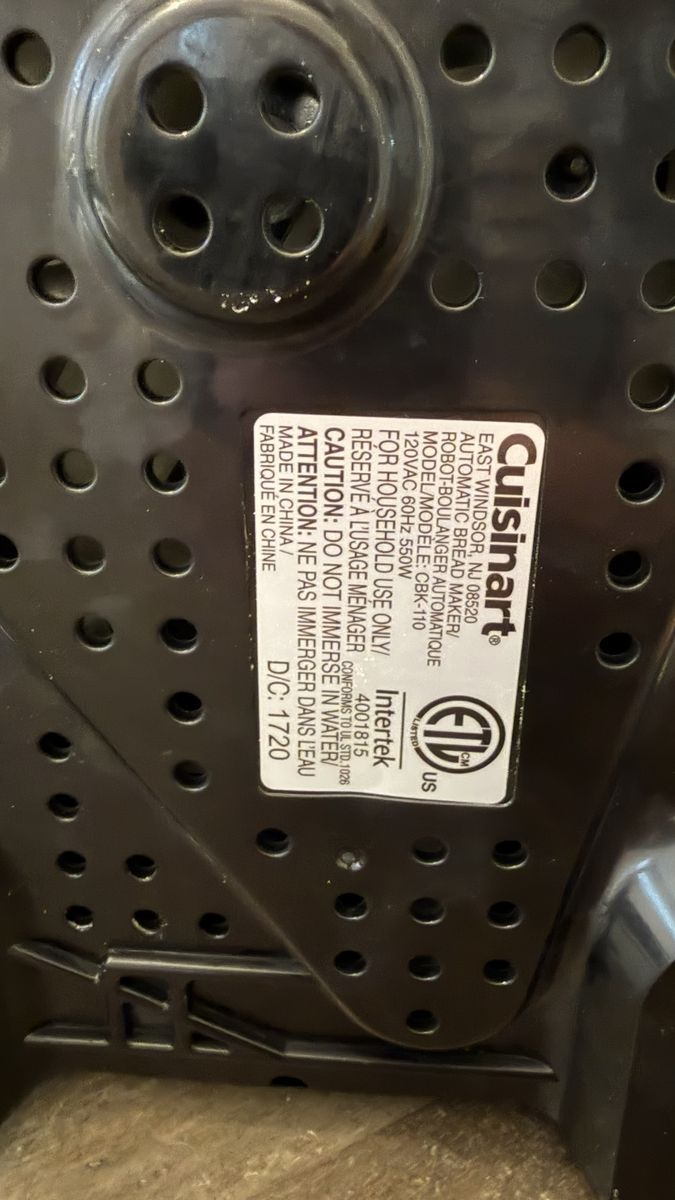 Cuisinart®
EAST WINDSOR, NJ 08520
AUTOMATIC BREAD MAKER/
ROBOT-BOULANGER AUTOMATIQUE
MODEL/MODÈLE: CBK-110
120VAC 60Hz 550W
FOR HOUSEHOLD USE ONLY/
RÉSERVÉ À L'USAGE MÉNAGER
CAUTION: DO NOT IMMERSE IN WATER/
ATTENTION: NE PAS IMMERGER DANS L'EAU
MADE IN CHINA/
FABRIQUÉ EN CHINE
ETL CM
LISTED
US
Intertek
4001815
CONFORMS TO UL STD. 1026
D/C: 1720